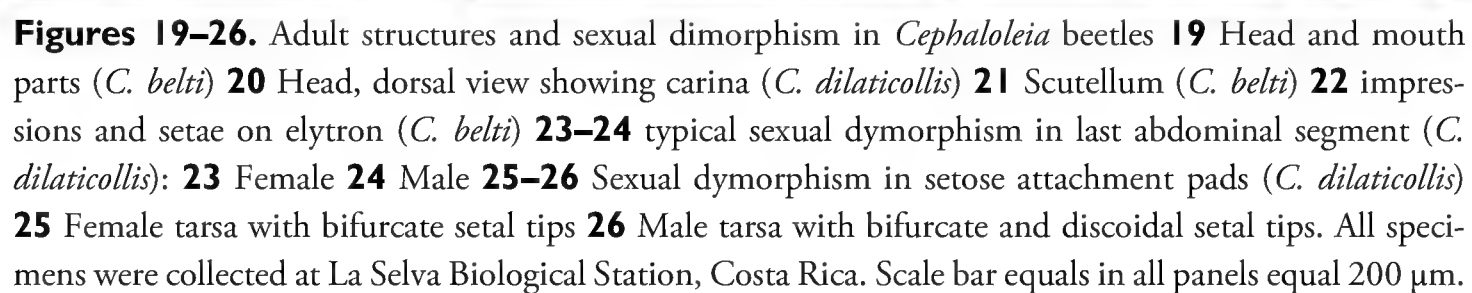 Figures 19–26. Adult structures and sexual dimorphism in Cephaloleia beetles 19 Head and mouth
parts (C. belti) 20 Head, dorsal view showing carina (C. dilaticollis) 21 Scutellum (C. belti) 22 impres-
sions and setae on elytron (C. belti) 23–24 typical sexual dymorphism in last abdominal segment (C.
dilaticollis): 23 Female 24 Male 25–26 Sexual dymorphism in setose attachment pads (C. dilaticollis)
25 Female tarsa with bifurcate setal tips 26 Male tarsa with bifurcate and discoidal setal tips. All speci-
mens were collected at La Selva Biological Station, Costa Rica. Scale bar equals in all panels equal 200 μm.